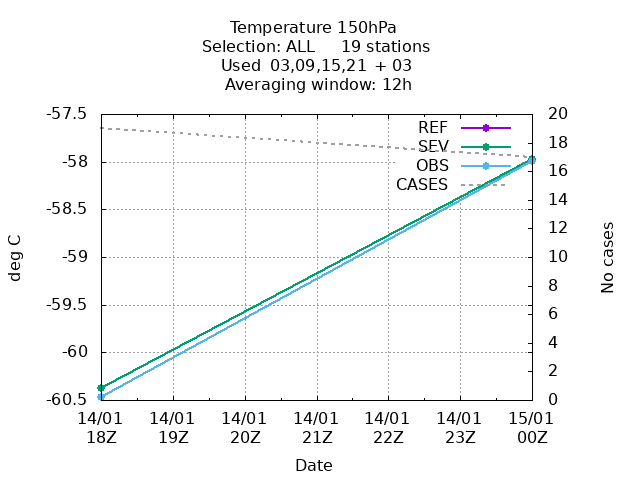 Temperature 150hPa
Selection: ALL     19 stations
Used  03,09,15,21 + 03
Averaging window: 12h
-57.5
-58
-58.5
-59
-59.5
-60
-60.5
deg C
20
18
16
14
12
10
8
6
4
2
0
No cases
REF
SEV
OBS
CASES
14/01 14/01 14/01 14/01 14/01 14/01 15/01
18Z 19Z 20Z 21Z 22Z 23Z 00Z
Date